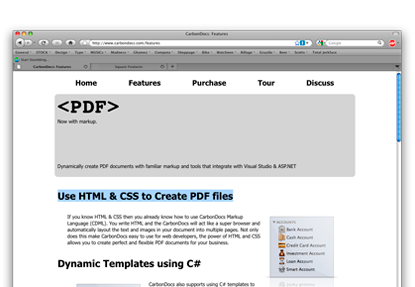 CarbonDocs: Features
http://www.carbondocs.com/features
Google
CarbonDocs: Features
Home Features Purchase Tour Discuss
<PDF>
Now with markup.
Dynamically create PDF documents with familiar markup and tools that integrate with Visual Studio & ASP.NET
Use HTML & CSS to Create PDF files
If you know HTML & CSS then you already know how to use CarbonDocs Markup
Language (CDML). You write HTML and CarbonDocs will act like a super browser and
automatically layout the text and images in your document into multiple pages. Not only
does this make CarbonDocs easy to use for web developers, the power of HTML and CSS
allows you to create perfect and flexible PDF documents for your business.
ACCOUNTS
Bank Account
Cash Account
Credit Card Account
Investment Account
Loan Account
Smart Account
Dynamic Templates using C#
CarbonDocs also supports using C# templates to